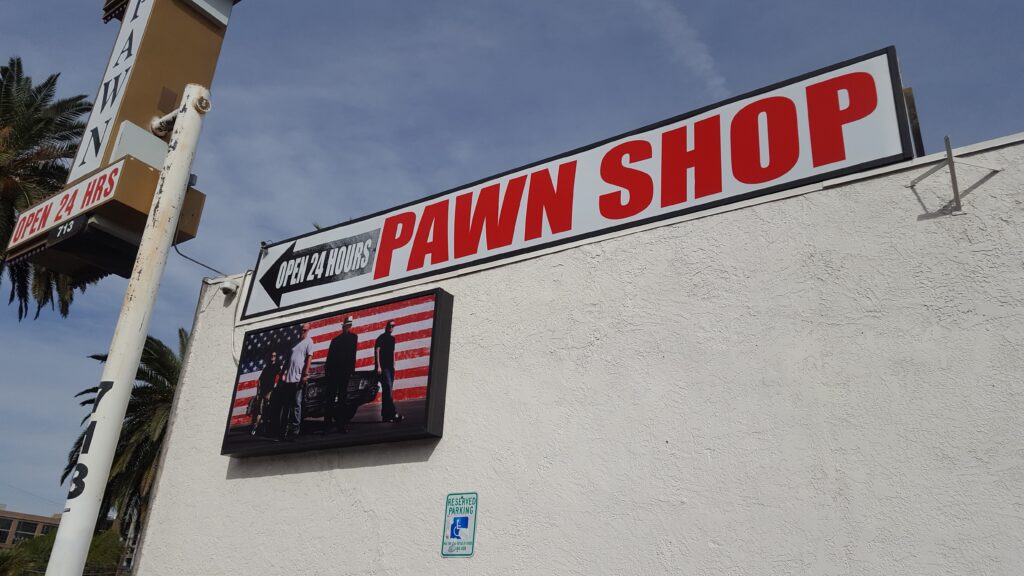 PAWN
OPEN 24 HRS
713
OPEN 24 HOURS PAWN SHOP
713
RESERVED
PARKING